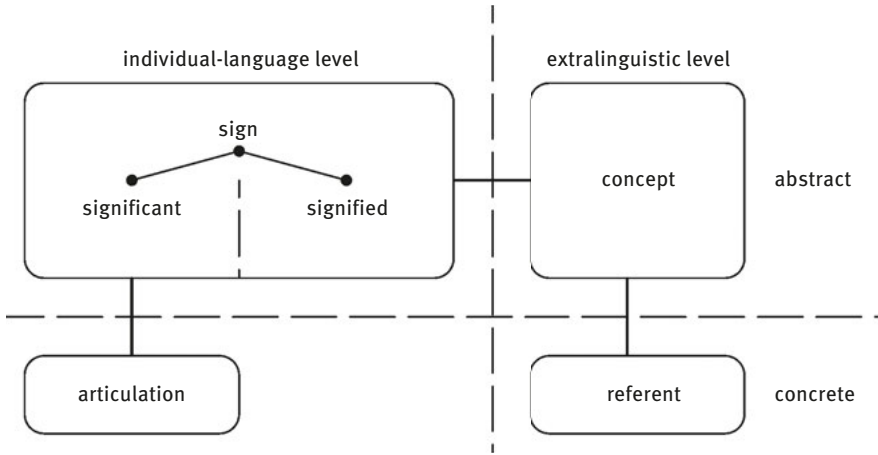 individual-language level
extralinguistic level
sign
significant
signified
concept
abstract
articulation
referent
concrete